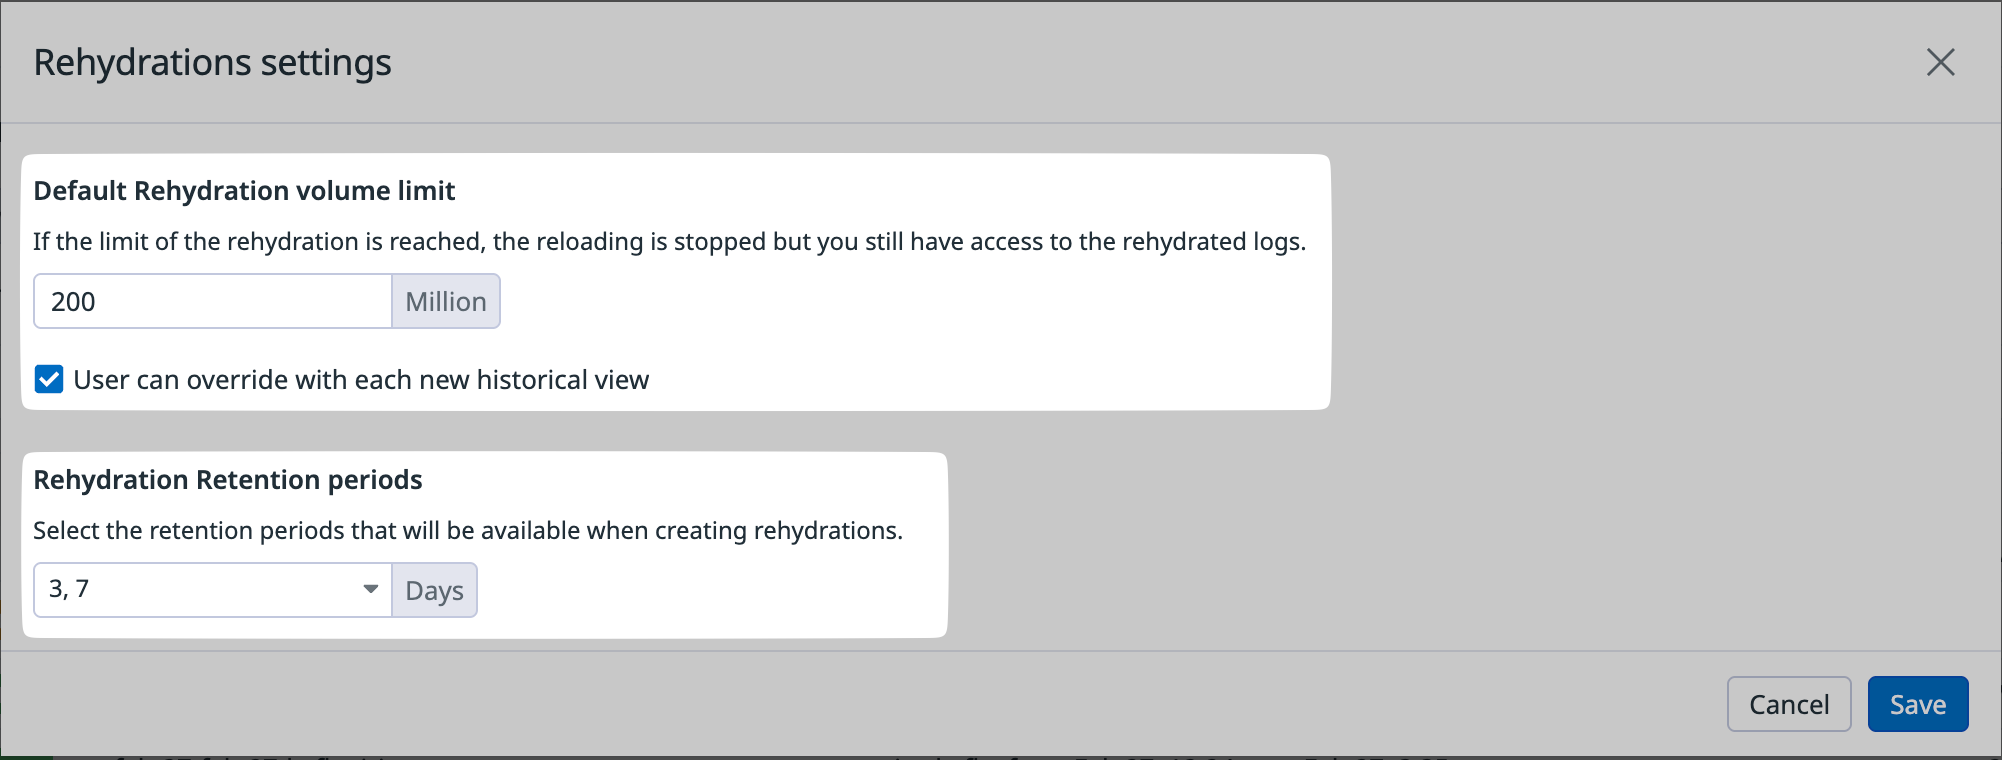 Rehydrations settings
Default Rehydration volume limit
If the limit of the rehydration is reached, the reloading is stopped but you still have access to the rehydrated logs.
200 Million
User can override with each new historical view
Rehydration Retention periods
Select the retention periods that will be available when creating rehydrations.
3, 7 Days
Cancel Save